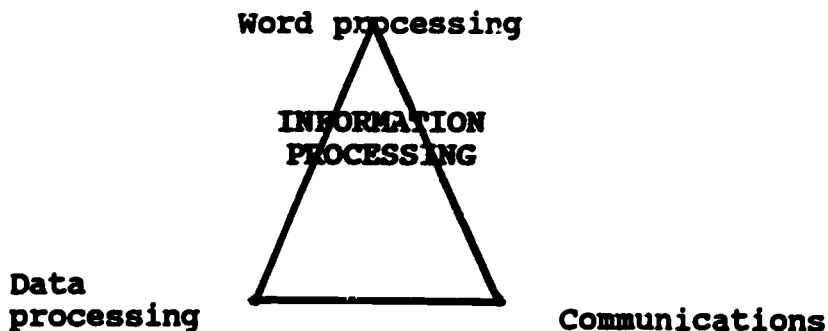 Word processing
INFORMATION
PROCESSING
Data
processing
Communications